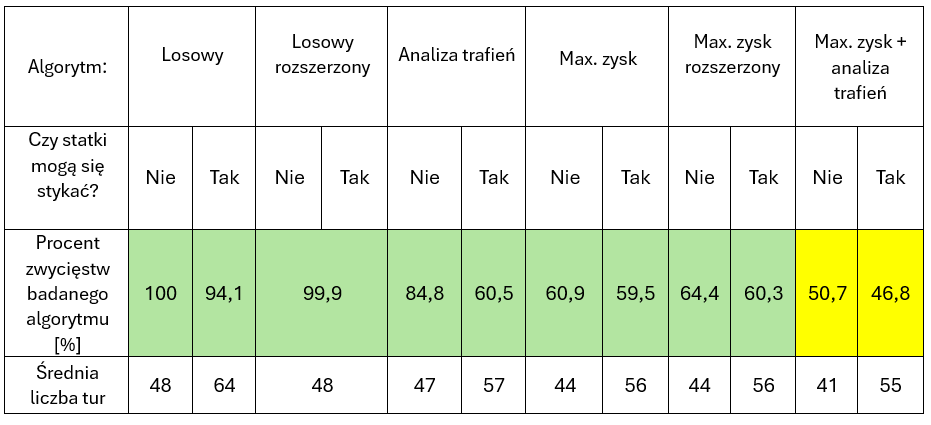 Algorytm:
Losowy
Losowy
rozszerzony
Analiza trafień
Max. zysk
Max. zysk
rozszerzony
Max. zysk +
analiza
trafień
Czy statki
mogą się
stykać?
Nie Tak Nie Tak Nie Tak Nie Tak Nie Tak Nie Tak
Procent
zwycięstw
badanego
algorytmu
[%]
100 94,1 99,9 84,8 60,5 60,9 59,5 64,4 60,3 50,7 46,8
Średnia
liczba tur
48 64 48 47 57 44 56 44 56 41 55